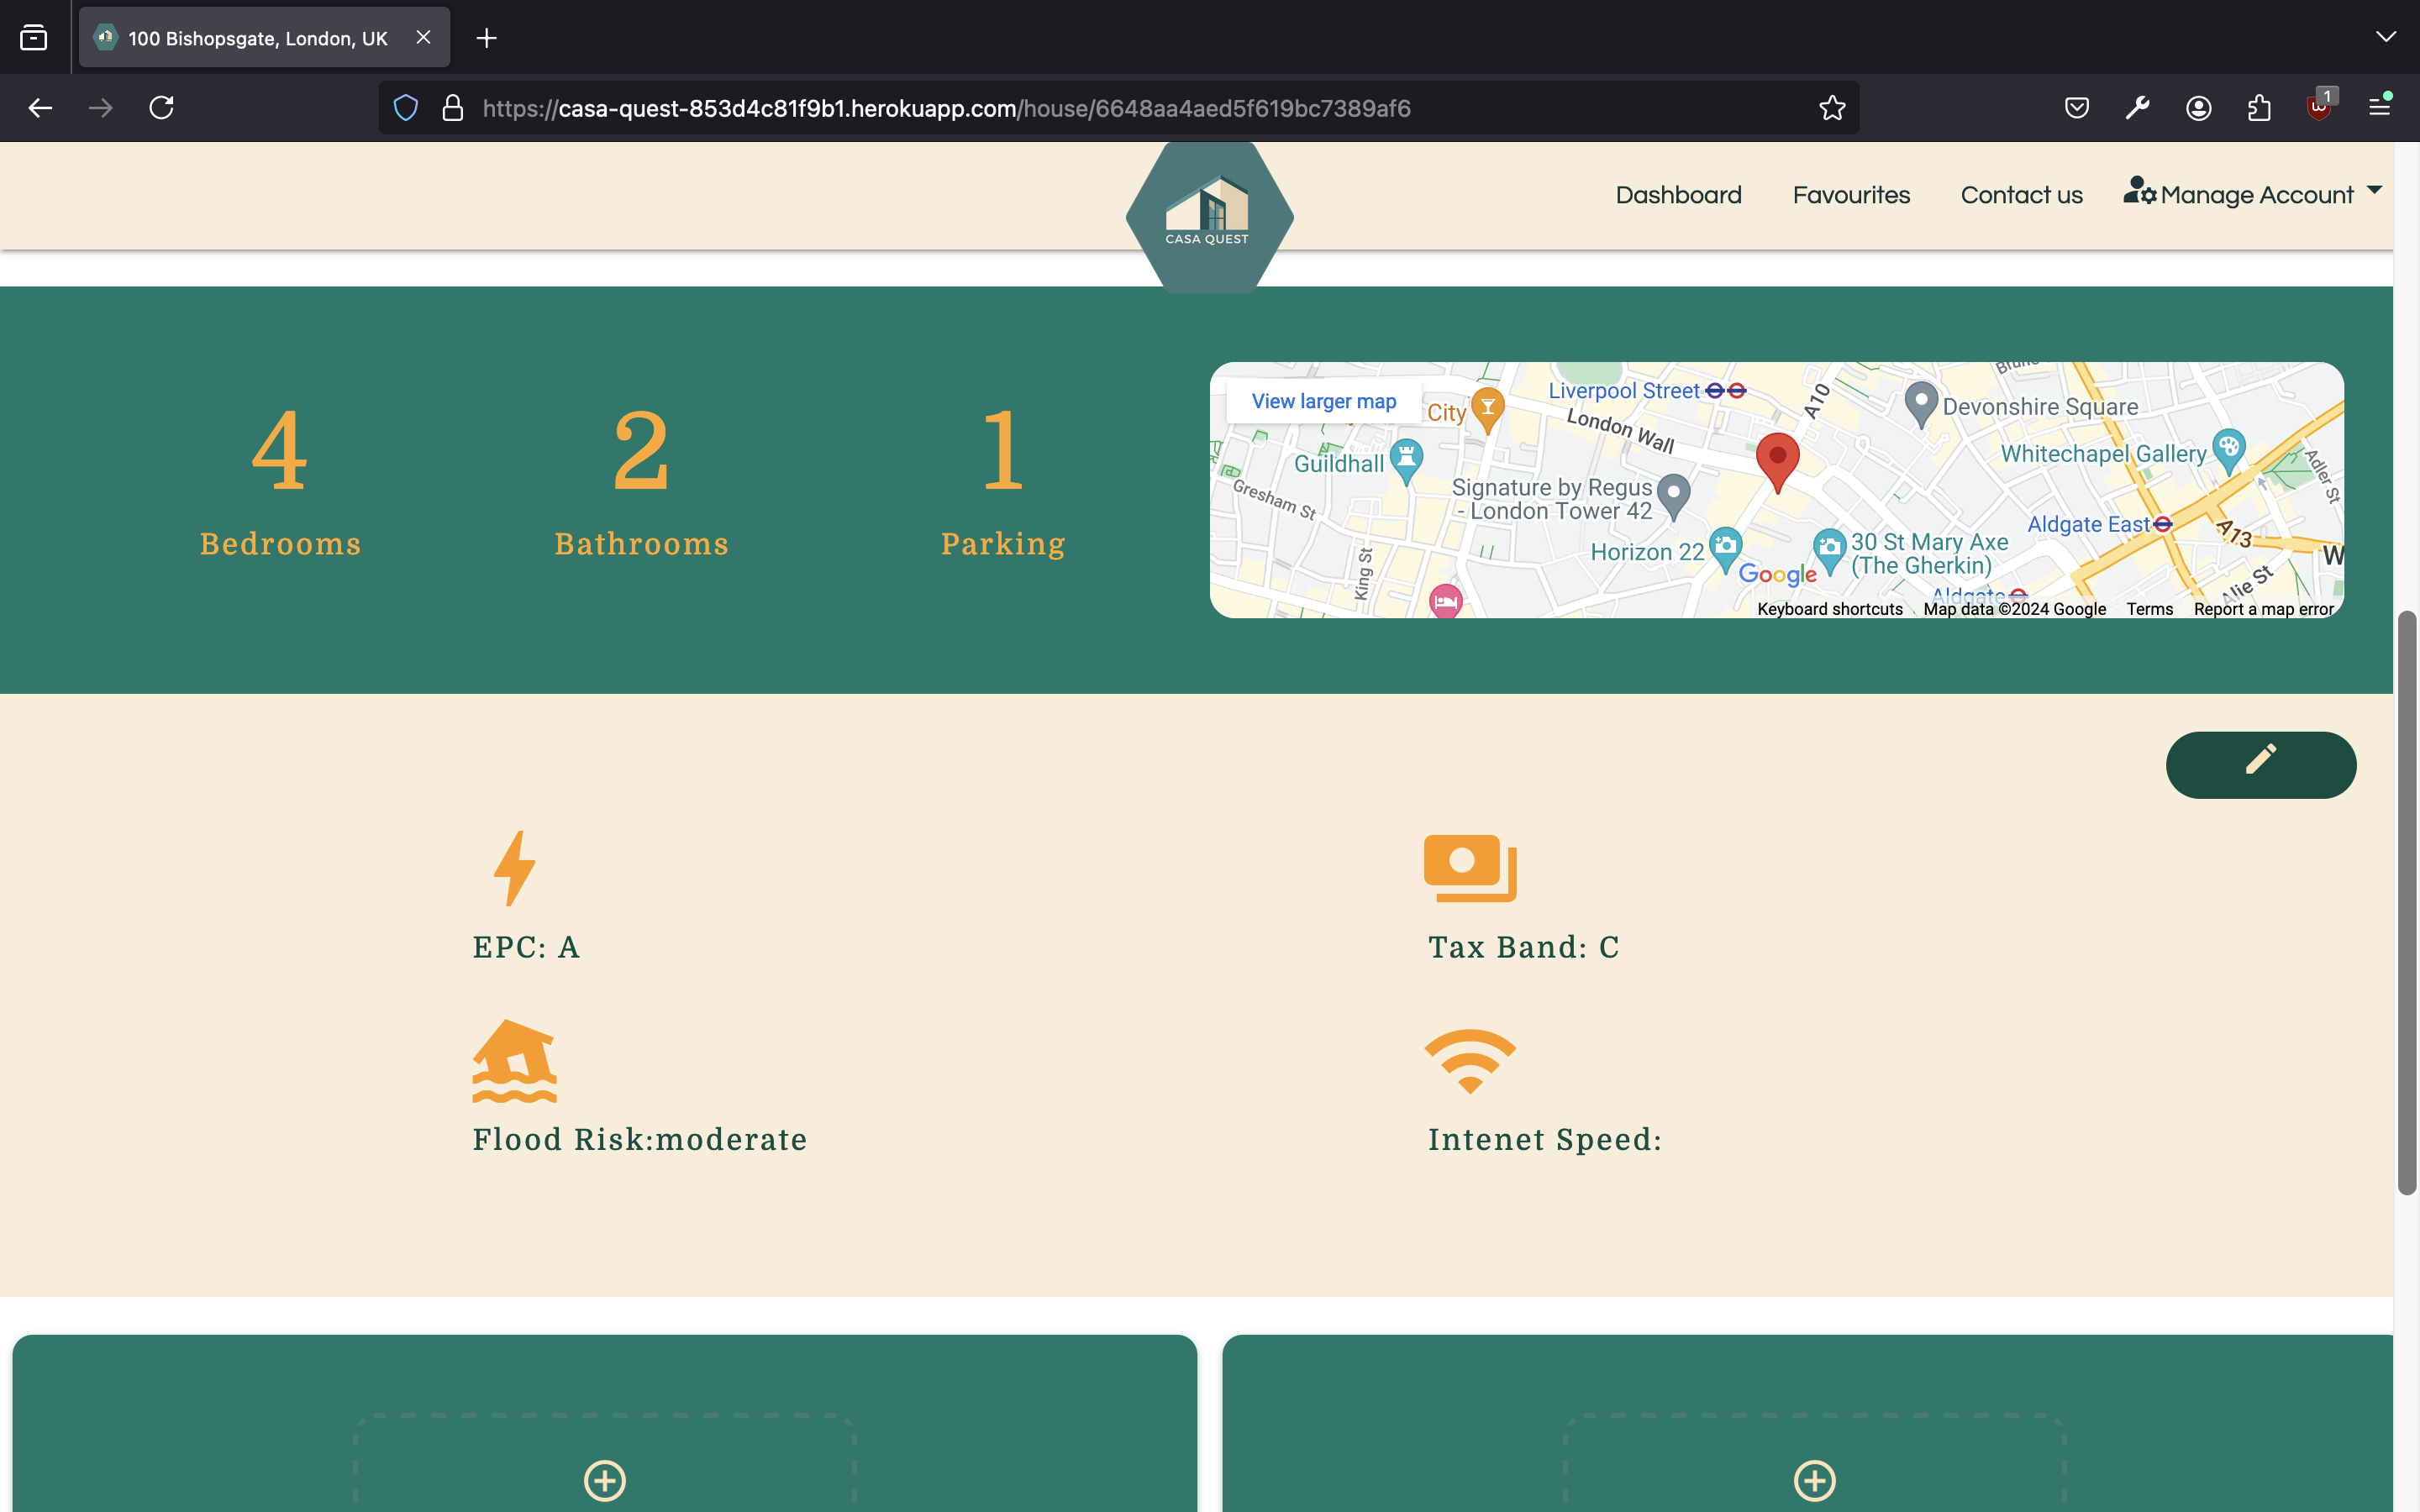 100 Bishopsgate, London, UK
https://casa-quest-853d4c81f9b1.herokuapp.com/house/6648aa4aed5f619bc7389af6
1
CASA QUEST
Dashboard
Favourites
Contact us
Manage Account
4
Bedrooms
2
Bathrooms
1
Parking
View larger map
City
Liverpool Street
London Wall
A10
Devonshire Square
Guildhall
Gresham St
Signature by Regus
- London Tower 42
Whitechapel Gallery
Adler St
Aldgate East
A13
W
Horizon 22
30 St Mary Axe
(The Gherkin)
King St
Google
Aldgate
Alie St
Keyboard shortcuts
Map data ©2024 Google
Terms
Report a map error
EPC: A
Tax Band: C
Flood Risk:moderate
Intenet Speed: